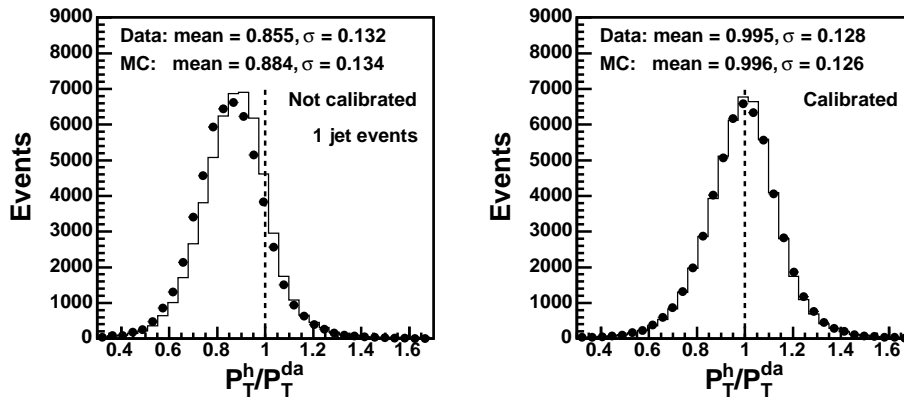 9000
8000
7000
6000
5000
4000
3000
2000
1000
0
Events
Data: mean = 0.855, σ = 0.132
MC: mean = 0.884, σ = 0.134
Not calibrated
1 jet events
0.4 0.6 0.8 1 1.2 1.4 1.6
P_T^h/P_T^da
9000
8000
7000
6000
5000
4000
3000
2000
1000
0
Events
Data: mean = 0.995, σ = 0.128
MC: mean = 0.996, σ = 0.126
Calibrated
0.4 0.6 0.8 1 1.2 1.4 1.6
P_T^h/P_T^da